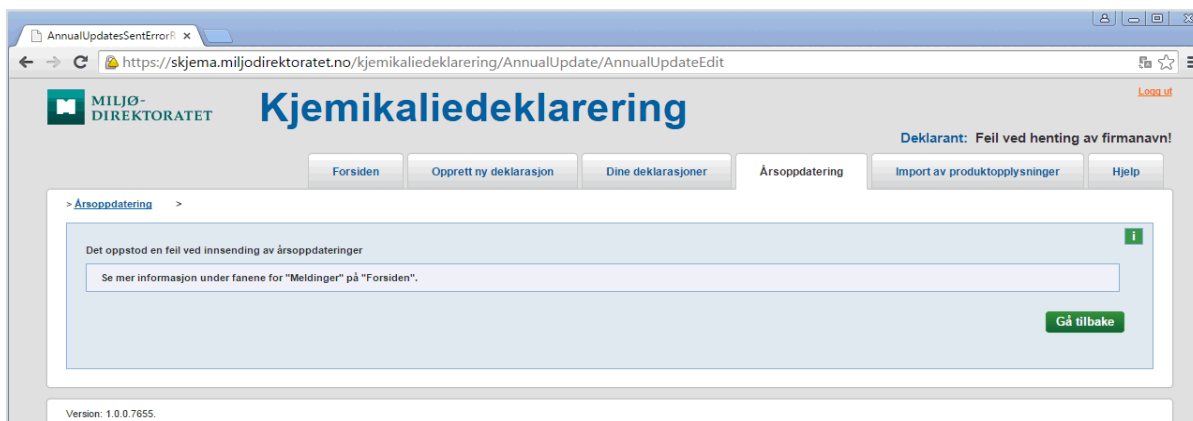 AnnualUpdatesSentErrorR
https://skjema.miljodirektoratet.no/kjemikaliedeklarering/AnnualUpdate/AnnualUpdateEdit
MILJØ-
DIREKTORATET
Kjemikaliedeklarering
Logg ut
Deklarant: Feil ved henting av firmanavn!
Forsiden Opprett ny deklarasjon Dine deklarasjoner Årsoppdatering Import av produktopplysninger Hjelp
> Årsoppdatering >
i
Det oppstod en feil ved innsending av årsoppdateringer
Se mer informasjon under fanene for "Meldinger" på "Forsiden".
Gå tilbake
Version: 1.0.0.7655.